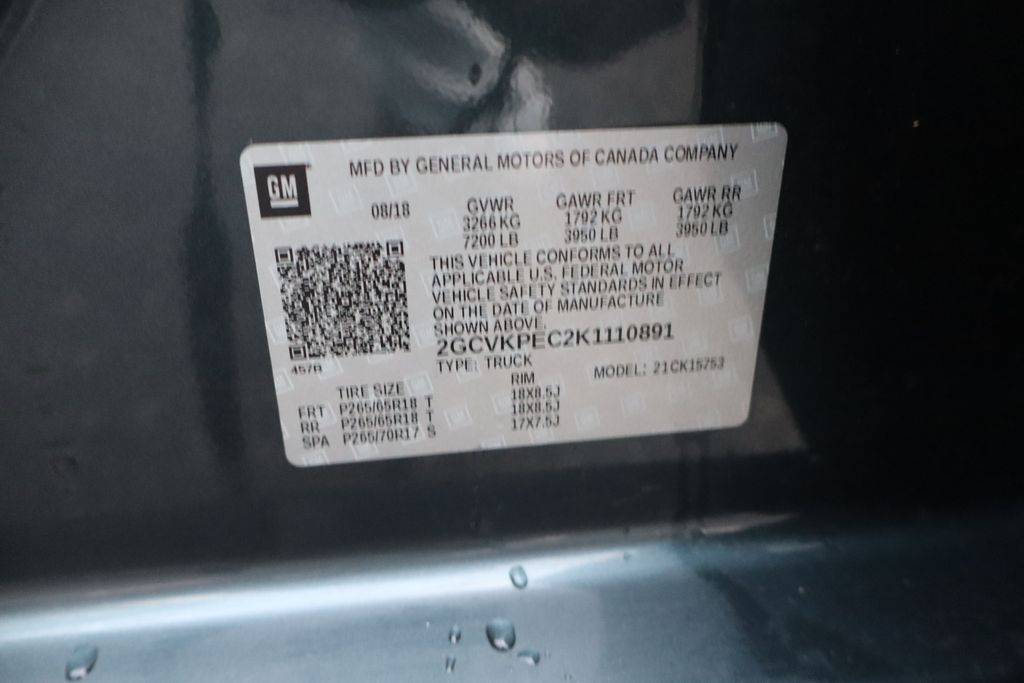 GM
MFD BY GENERAL MOTORS OF CANADA COMPANY
08/18
GVWR GAWR FRT GAWR RR
3266 KG 1792 KG 1792 KG
7200 LB 3950 LB 3950 LB
THIS VEHICLE CONFORMS TO ALL
APPLICABLE U.S. FEDERAL MOTOR
VEHICLE SAFETY STANDARDS IN EFFECT
ON THE DATE OF MANUFACTURE
SHOWN ABOVE.
2GCVKPEC2K1110891
457B
TYPE: TRUCK MODEL: 21CK15753
TIRE SIZE RIM
FRT P265/65R18 T 18X8.5J
RR P265/65R18 T 18X8.5J
SPA P265/70R17 S 17X7.5J